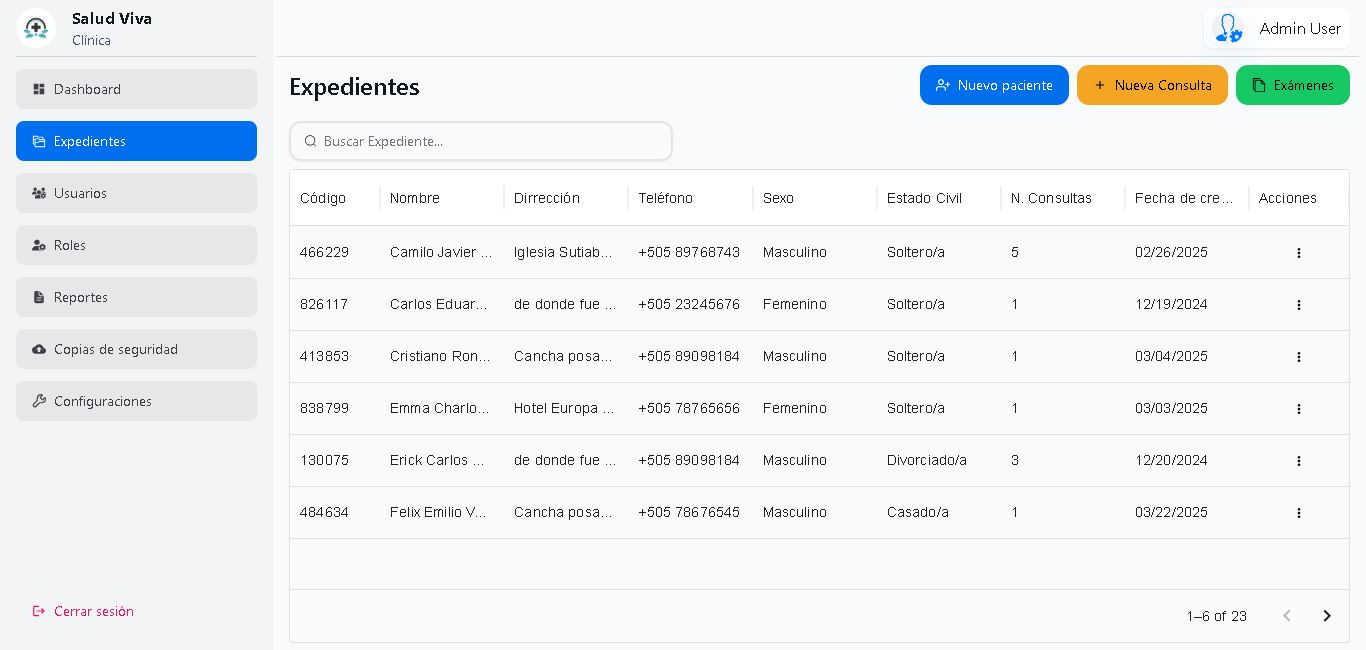 Salud Viva
Clínica
Admin User
Dashboard
Expedientes
Usuarios
Roles
Reportes
Copias de seguridad
Configuraciones
Cerrar sesión
Expedientes
Nuevo paciente
+ Nueva Consulta
Exámenes
Buscar Expediente...
Código Nombre Dirrección Teléfono Sexo Estado Civil N. Consultas Fecha de cre... Acciones
466229 Camilo Javier ... Iglesia Sutiab... +505 89768743 Masculino Soltero/a 5 02/26/2025
826117 Carlos Eduar... de donde fue ... +505 23245676 Femenino Soltero/a 1 12/19/2024
413853 Cristiano Ron... Cancha posa... +505 89098184 Masculino Soltero/a 1 03/04/2025
838799 Emma Charlo... Hotel Europa ... +505 78765656 Femenino Soltero/a 1 03/03/2025
130075 Erick Carlos ... de donde fue ... +505 89098184 Masculino Divorciado/a 3 12/20/2024
484634 Felix Emilio V... Cancha posa... +505 78676545 Masculino Casado/a 1 03/22/2025
1–6 of 23